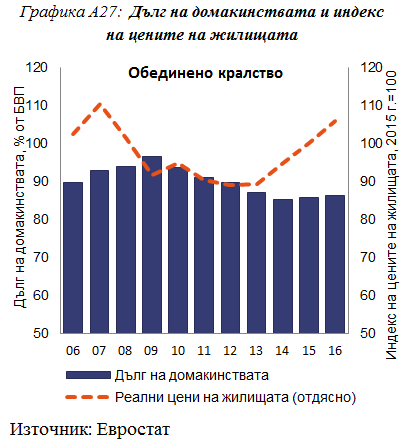 Графика А27: Дълг на домакинствата и индекс
на цените на жилищата
Обединено кралство
Дълг на домакинствата, % от БВП
120
110
100
90
80
70
60
50
120
110
100
90
80
70
60
50
Индекс на цените на жилищата, 2015 г.=100
06 07 08 09 10 11 12 13 14 15 16
Дълг на домакинствата
Реални цени на жилищата (отдясно)
Източник: Евростат